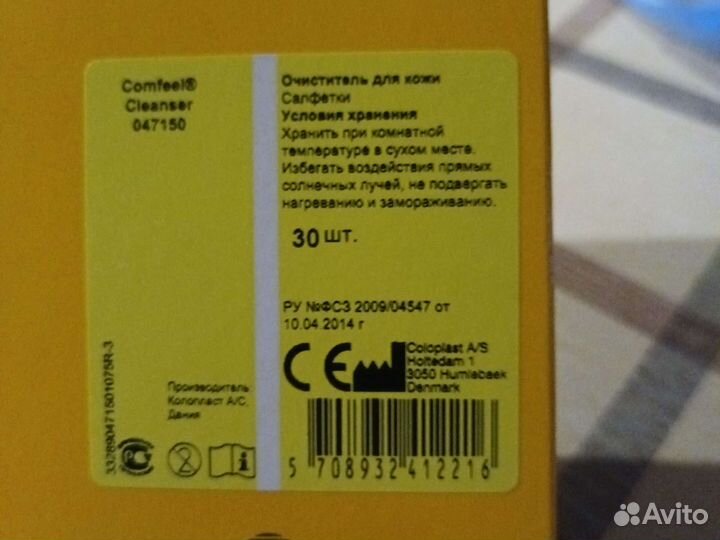 Comfeel®
Cleanser
047150
Очиститель для кожи
Салфетки
Условия хранения
Хранить при комнатной
температуре в сухом месте.
Избегать воздействия прямых
солнечных лучей, не подвергать
нагреванию и замораживанию.
30 шт.
РУ №ФСЗ 2009/04547 от
10.04.2014 г
CE
Coloplast A/S
Holtedam 1
3050 Humlebaek
Denmark
Производитель
Колопласт А/С,
Дания
332890471501075R-3
5 708932 412216
Avito